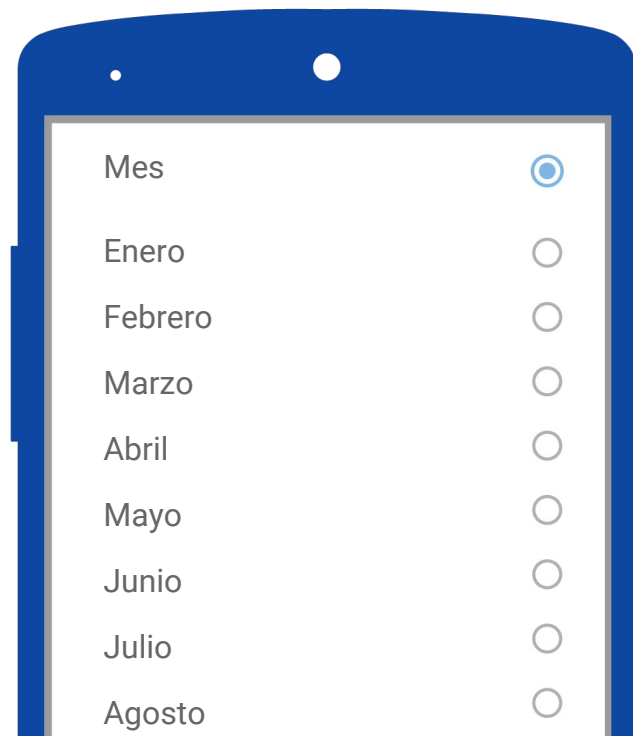 Mes
Enero
Febrero
Marzo
Abril
Mayo
Junio
Julio
Agosto